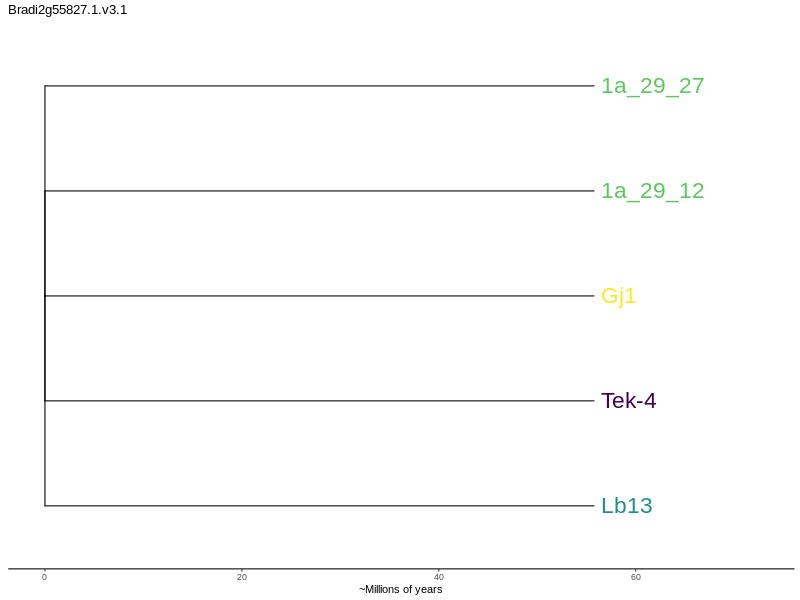 Bradi2g55827.1.v3.1
1a_29_27
1a_29_12
Gj1
Tek-4
Lb13
0 20 40 60
~Millions of years